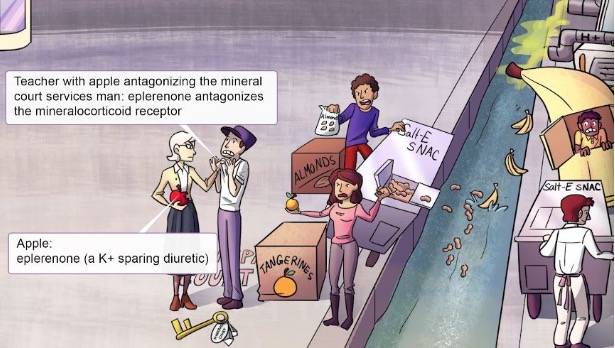 Teacher with apple antagonizing the mineral
court services man: eplerenone antagonizes
the mineralocorticoid receptor
Almonds
Salt-E
SNAC
ALMONDS
H+
Salt-E SNAC
Apple:
eplerenone (a K+ sparing diuretic)
COURT
TANGERINES